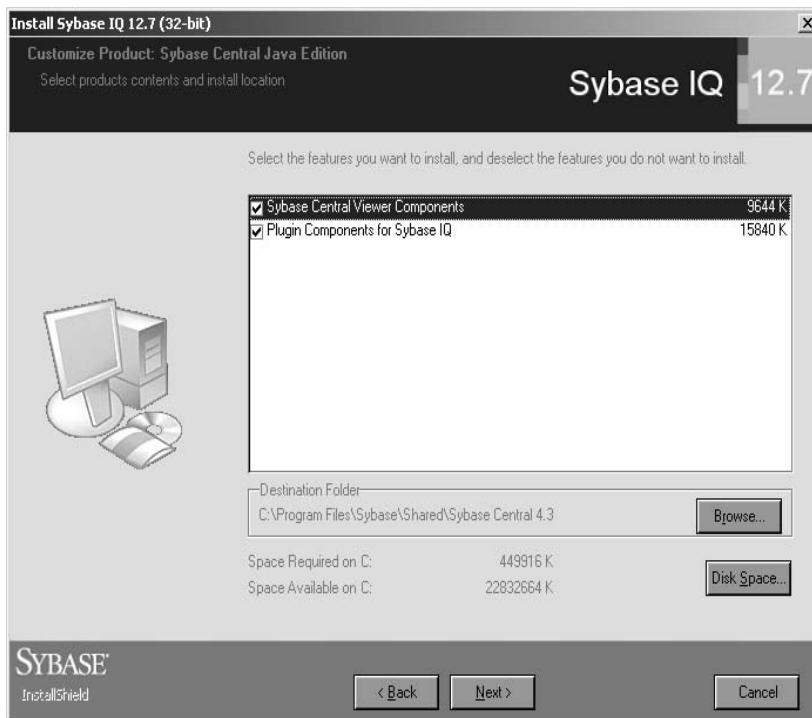 Install Sybase IQ 12.7 (32-bit)
Customize Product: Sybase Central Java Edition
Select products contents and install location
Sybase IQ 12.7
Select the features you want to install, and deselect the features you do not want to install.
Sybase Central Viewer Components 9644 K
Plugin Components for Sybase IQ 15840 K
Destination Folder
C:\Program Files\Sybase\Shared\Sybase Central 4.3
Browse...
Space Required on C: 449916 K
Space Available on C: 22832664 K
Disk Space...
SYBASE
InstallShield
< Back Next > Cancel